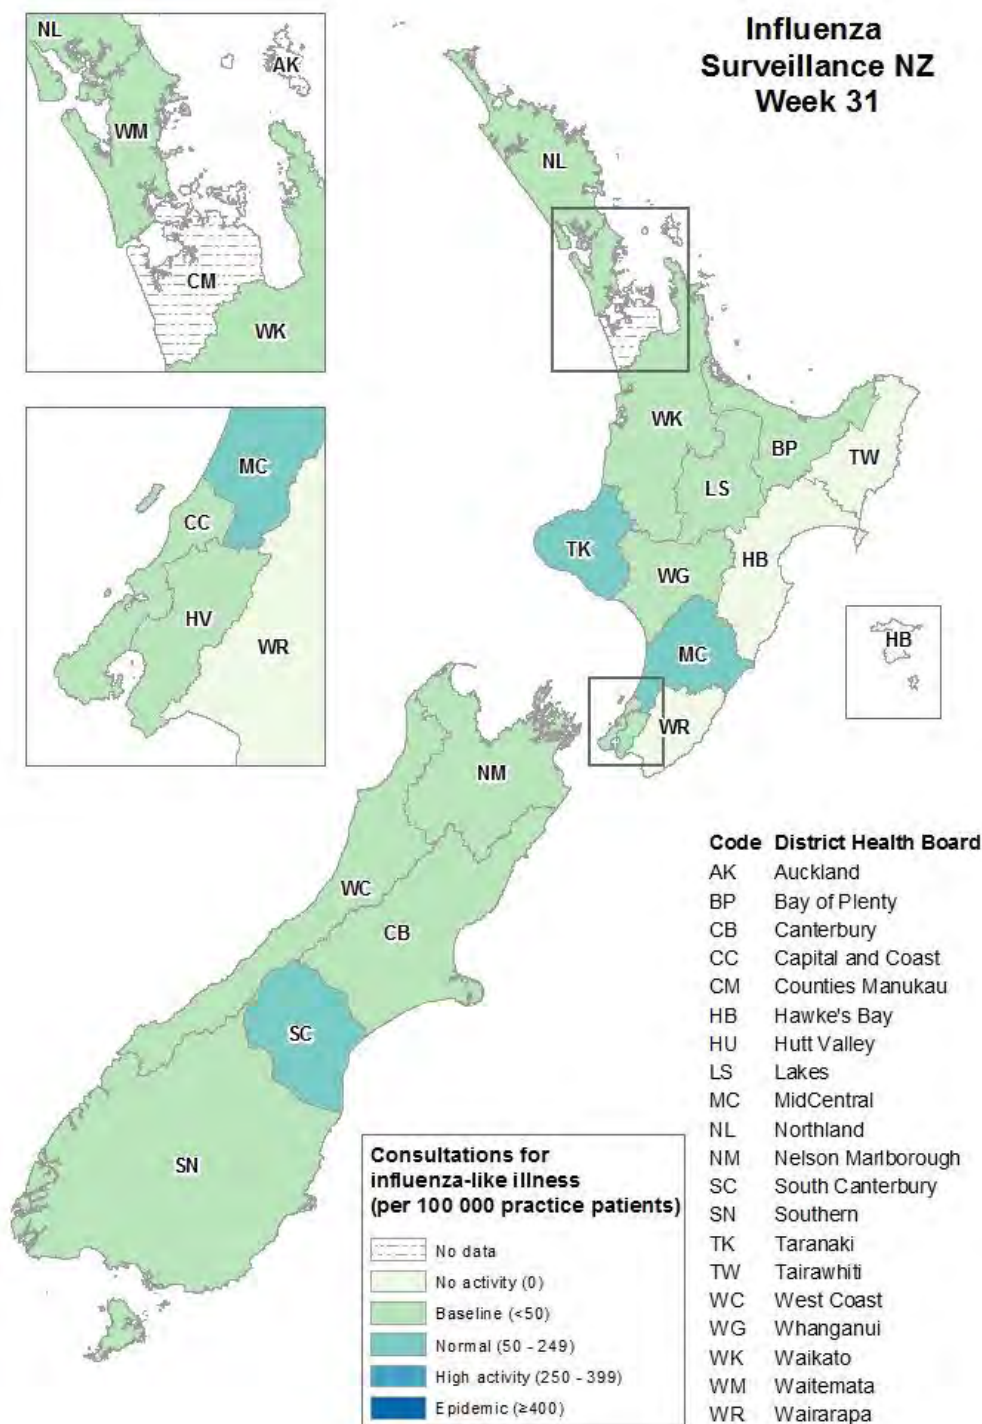 Influenza
Surveillance NZ
Week 31
NL
AK
WM
CM
WK
MC
CC
HV
WR
NL
WK
BP
TW
LS
TK
HB
WG
MC
WR
HB
NM
WC
CB
SC
SN
Code District Health Board
AK Auckland
BP Bay of Plenty
CB Canterbury
CC Capital and Coast
CM Counties Manukau
HB Hawke's Bay
HU Hutt Valley
LS Lakes
MC MidCentral
NL Northland
NM Nelson Marlborough
SC South Canterbury
SN Southern
TK Taranaki
TW Tairawhiti
WC West Coast
WG Whanganui
WK Waikato
WM Waitemata
WR Wairarapa
Consultations for
influenza-like illness
(per 100 000 practice patients)
No data
No activity (0)
Baseline (<50)
Normal (50 - 249)
High activity (250 - 399)
Epidemic (≥400)